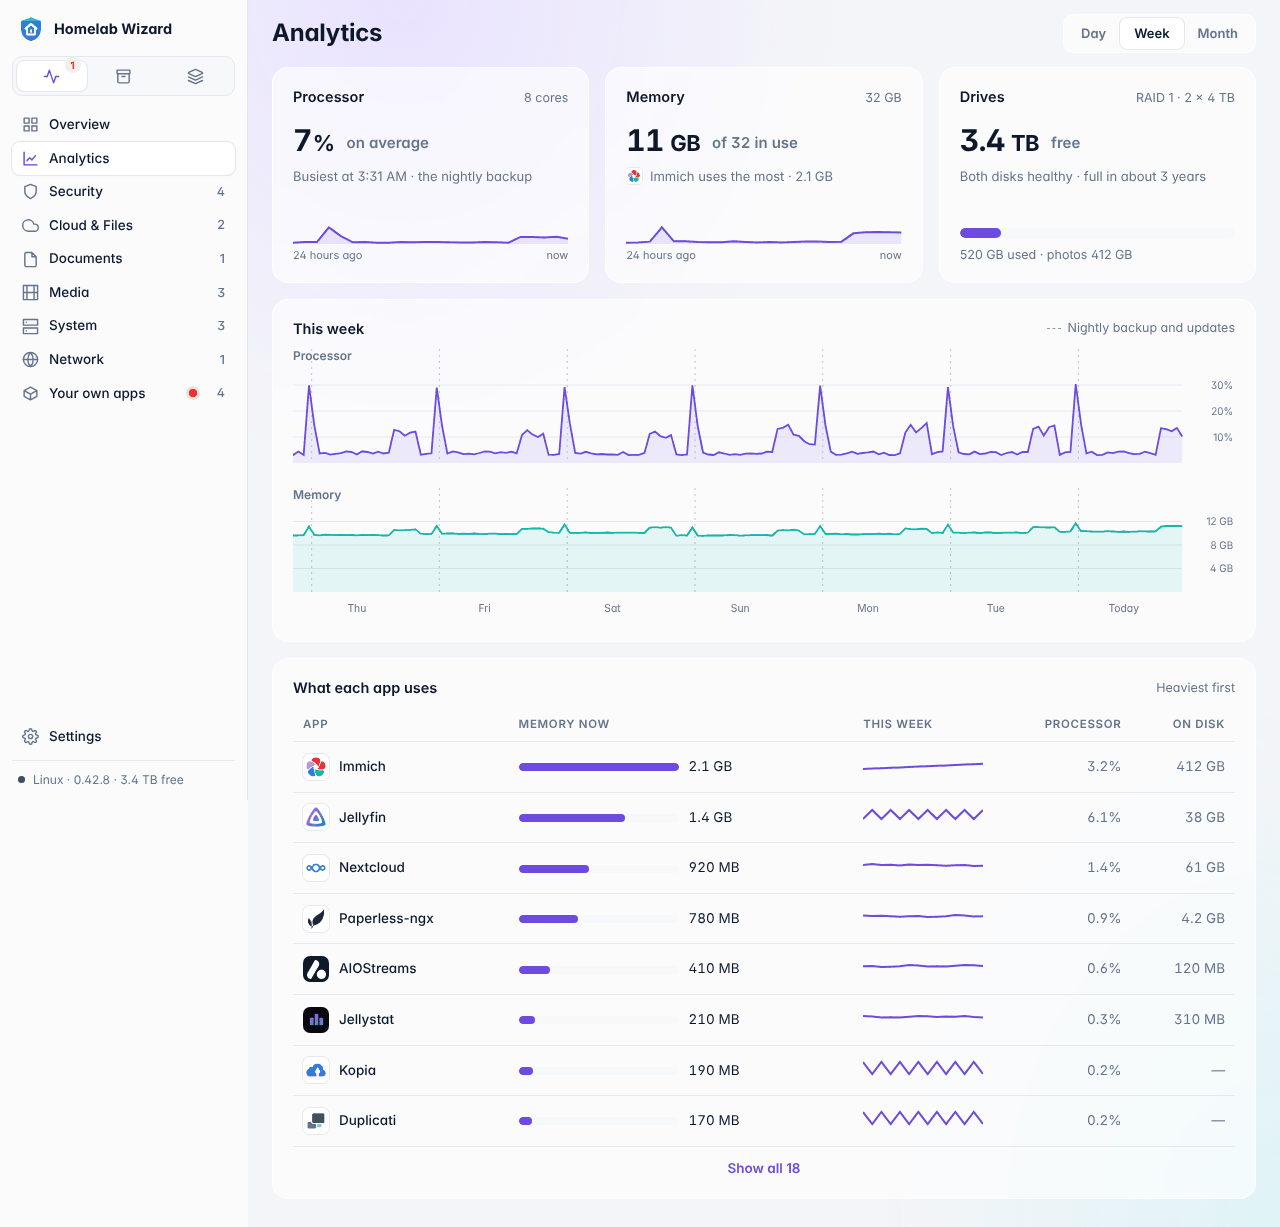 Homelab Wizard
1
Overview
Analytics
Security 4
Cloud & Files 2
Documents 1
Media 3
System 3
Network 1
Your own apps 4
Settings
Linux · 0.42.8 · 3.4 TB free
Analytics
Day Week Month
Processor 8 cores
7% on average
Busiest at 3:31 AM · the nightly backup
24 hours ago now
Memory 32 GB
11 GB of 32 in use
Immich uses the most · 2.1 GB
24 hours ago now
Drives RAID 1 · 2 × 4 TB
3.4 TB free
Both disks healthy · full in about 3 years
520 GB used · photos 412 GB
This week --- Nightly backup and updates
Processor
30%
20%
10%
Memory
12 GB
8 GB
4 GB
Thu Fri Sat Sun Mon Tue Today
What each app uses Heaviest first
APP MEMORY NOW THIS WEEK PROCESSOR ON DISK
Immich 2.1 GB 3.2% 412 GB
Jellyfin 1.4 GB 6.1% 38 GB
Nextcloud 920 MB 1.4% 61 GB
Paperless-ngx 780 MB 0.9% 4.2 GB
AIOStreams 410 MB 0.6% 120 MB
Jellystat 210 MB 0.3% 310 MB
Kopia 190 MB 0.2% —
Duplicati 170 MB 0.2% —
Show all 18